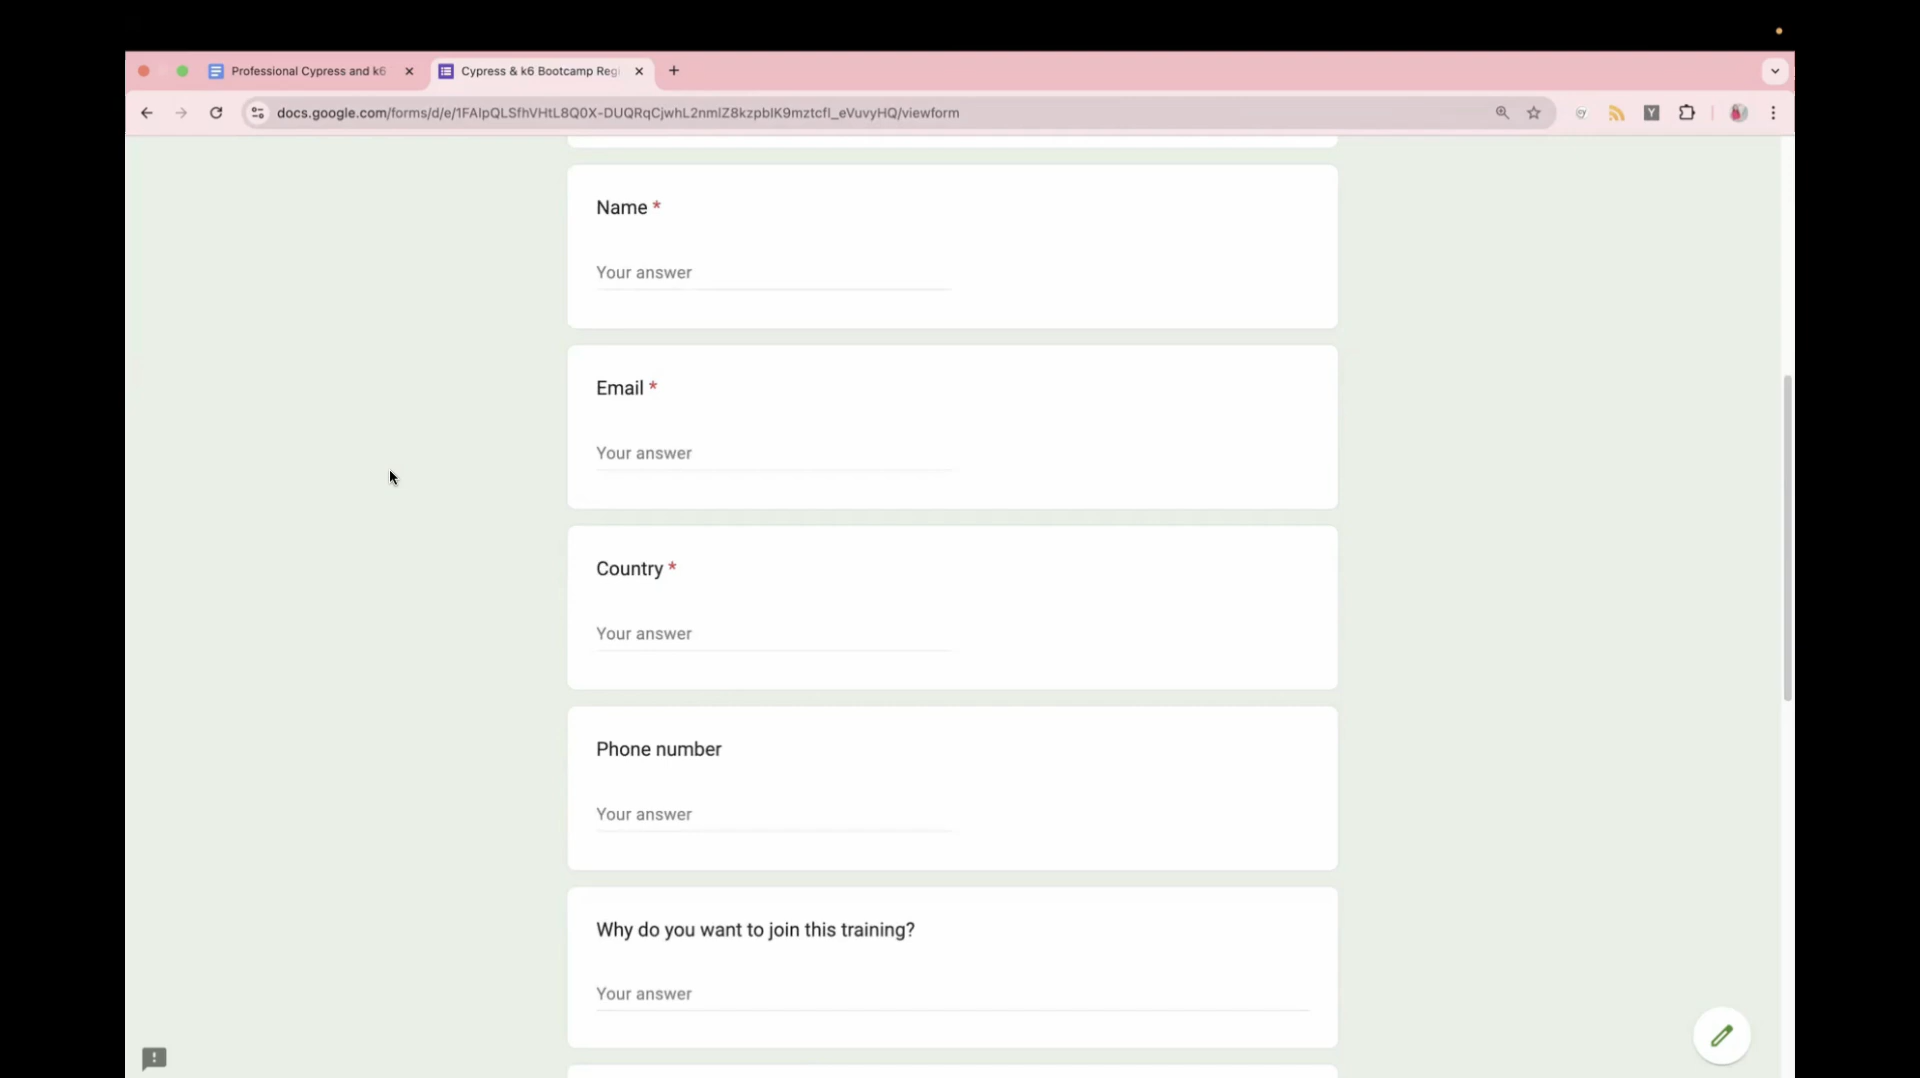 Professional Cypress and k6
Cypress & k6 Bootcamp Regi
docs.google.com/forms/d/e/1FAIpQLSfhVHtL8Q0X-DUQRqCjwhL2nmlZ8kzpblK9mztcfl_eVuvyHQ/viewform
Name *
Your answer
Email *
Your answer
Country *
Your answer
Phone number
Your answer
Why do you want to join this training?
Your answer